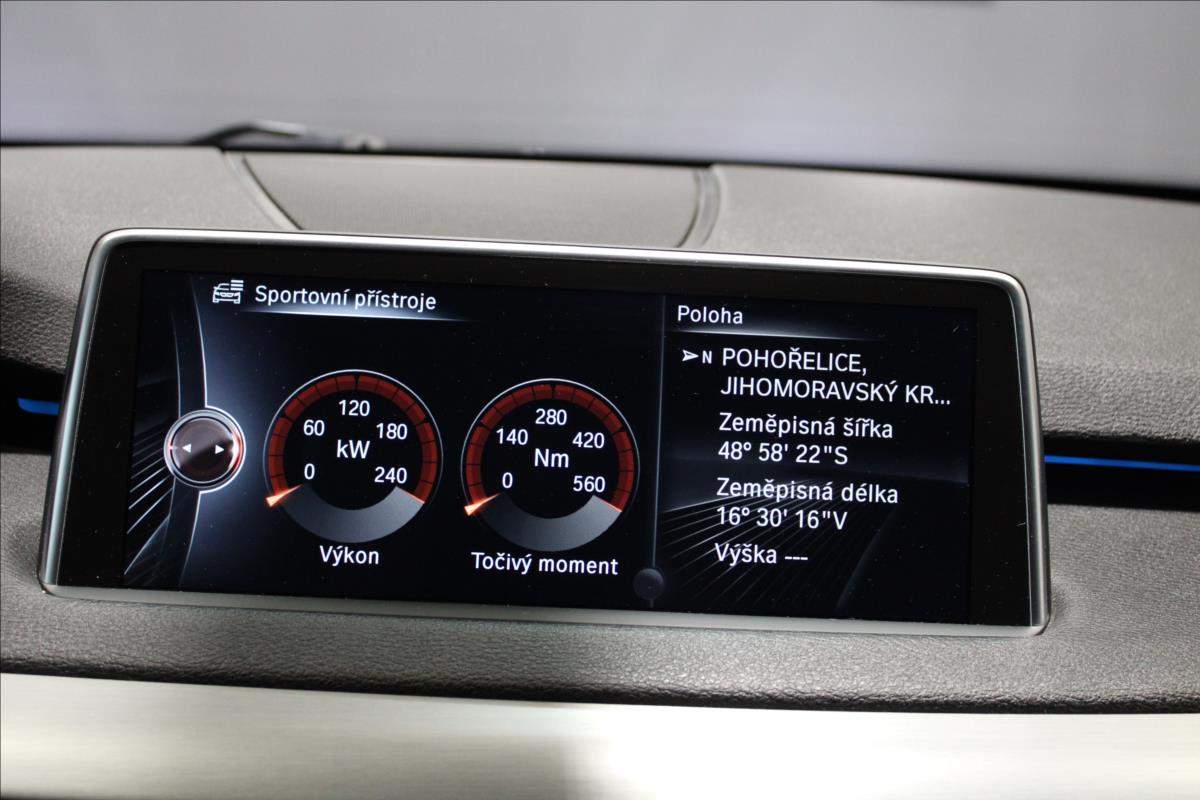 Sportovní přístroje
120
60
180
kW
0
240
Výkon
280
140
420
Nm
0
560
Točivý moment
Poloha
N POHOŘELICE,
JIHOMORAVSKÝ KR...
Zeměpisná šířka
48° 58' 22"S
Zeměpisná délka
16° 30' 16"V
Výška ---